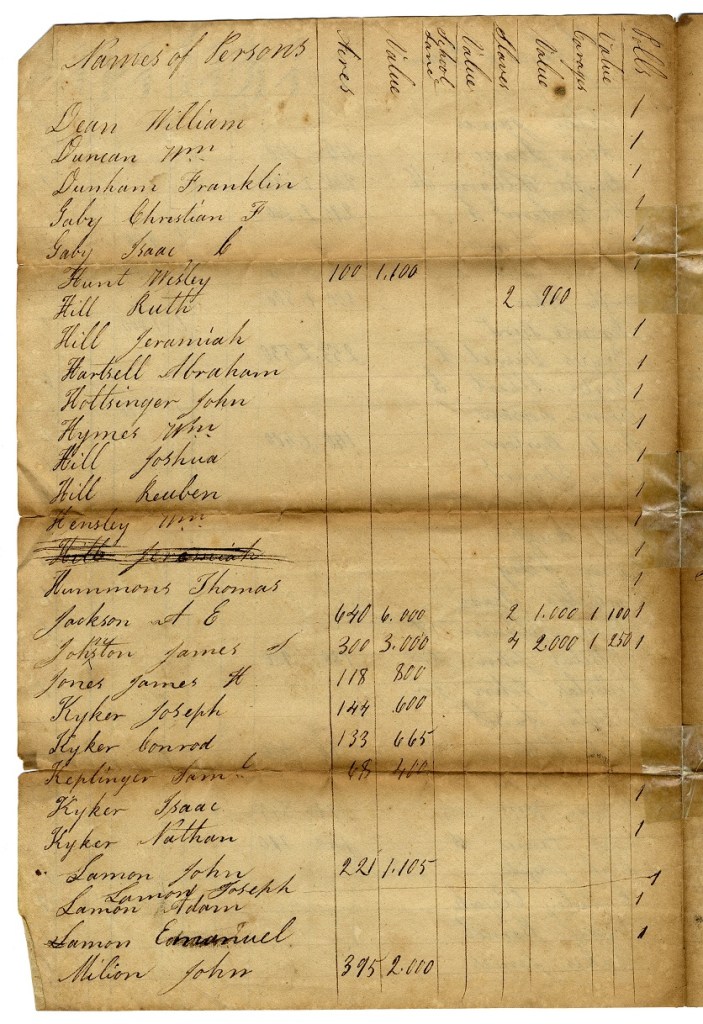 Names of Persons Acres Value School Land Value Slaves Value Carages Value Polls
Dean William 1
Duncan Wm 1
Dunham Franklin 1
Gaby Christian F 1
Gaby Isaac C 1
Hunt Wesley 100 1.100 1
Hill Ruth 2 900
Hill Jeramiah 1
Hartsell Abraham 1
Hottsinger John 1
Hymes Wm 1
Hill Joshua 1
Hill Reuben 1
Hensley Wm 1
Hill Jeramiah 1
Hummons Thomas 1
Jackson A E 640 6.000 2 1.000 1 100 1
Johnston James S 300 3.000 4 2.000 1 250 1
Jones James H 118 800
Kyker Joseph 144 600
Kyker Conrod 133 665
Keplinger Saml 68 400
Kyker Isaac 1
Kyker Nathan 1
Lamon John 221 1.105
Lamon Joseph 1
Lamon Adam 1
Lamon Emanuel 1
Milion John 395 2.000